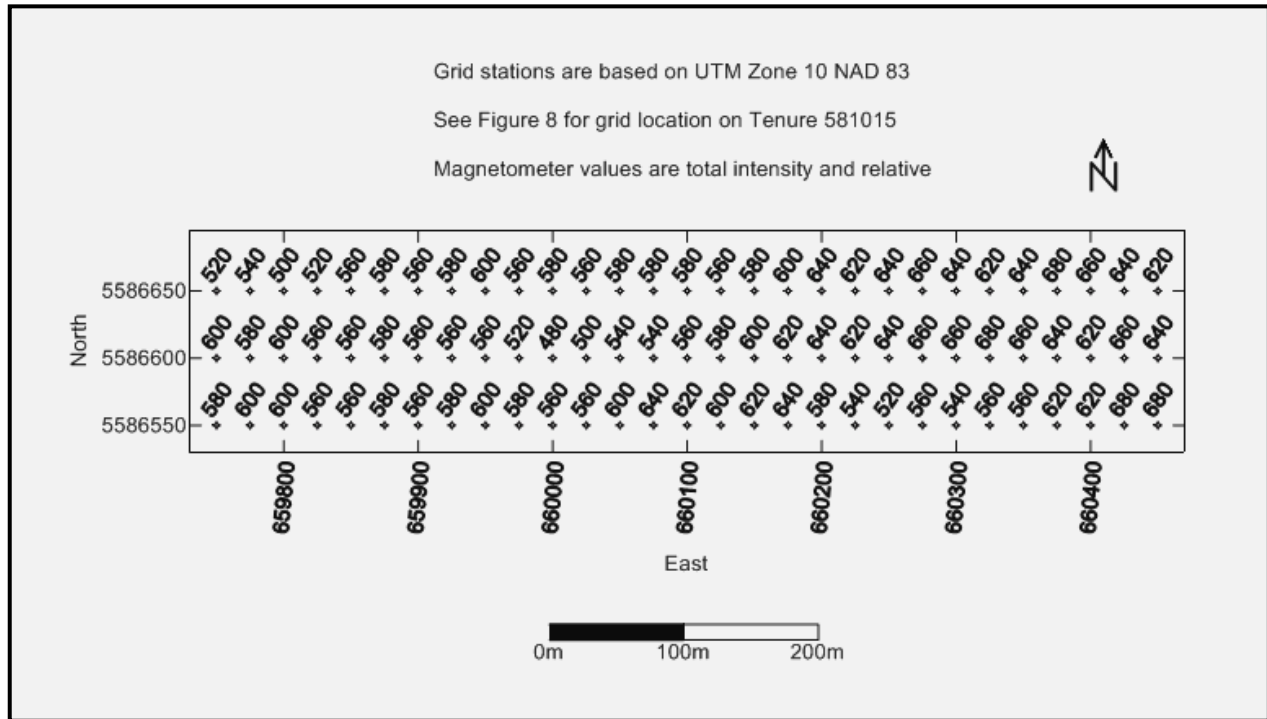 Grid stations are based on UTM Zone 10 NAD 83
See Figure 8 for grid location on Tenure 581015
Magnetometer values are total intensity and relative
N
520 540 500 520 560 580 560 580 600 560 580 560 580 580 580 560 580 600 640 620 640 660 640 620 640 680 660 640 620
5586650
600 580 600 560 560 580 560 560 560 520 480 500 540 540 560 580 600 620 640 620 640 660 660 680 660 640 620 660 640
5586600
North
580 600 600 560 560 580 560 580 600 580 560 560 600 640 620 600 620 640 580 540 520 560 540 560 560 620 620 680 680
5586550
659800 659900 660000 660100 660200 660300 660400
East
0m 100m 200m